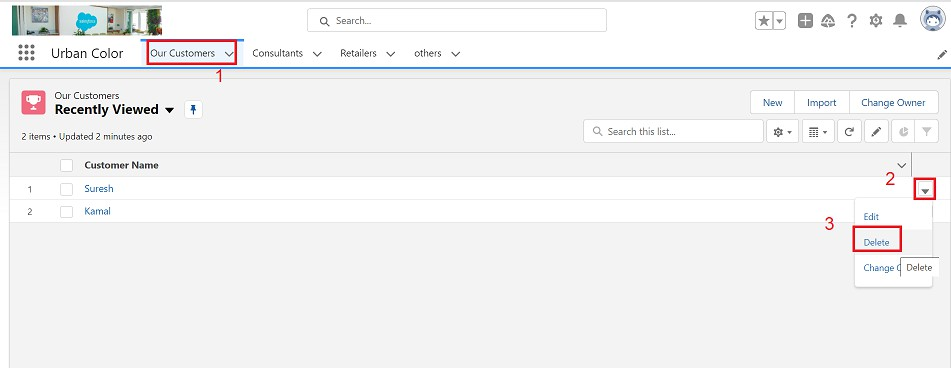 salesforce
Search...
Urban Color
Our Customers
Consultants
Retailers
others
1
Our Customers
Recently Viewed
New
Import
Change Owner
2 items • Updated 2 minutes ago
Search this list...
Customer Name
1 Suresh
2
2 Kamal
Edit
3
Delete
Change O
Delete